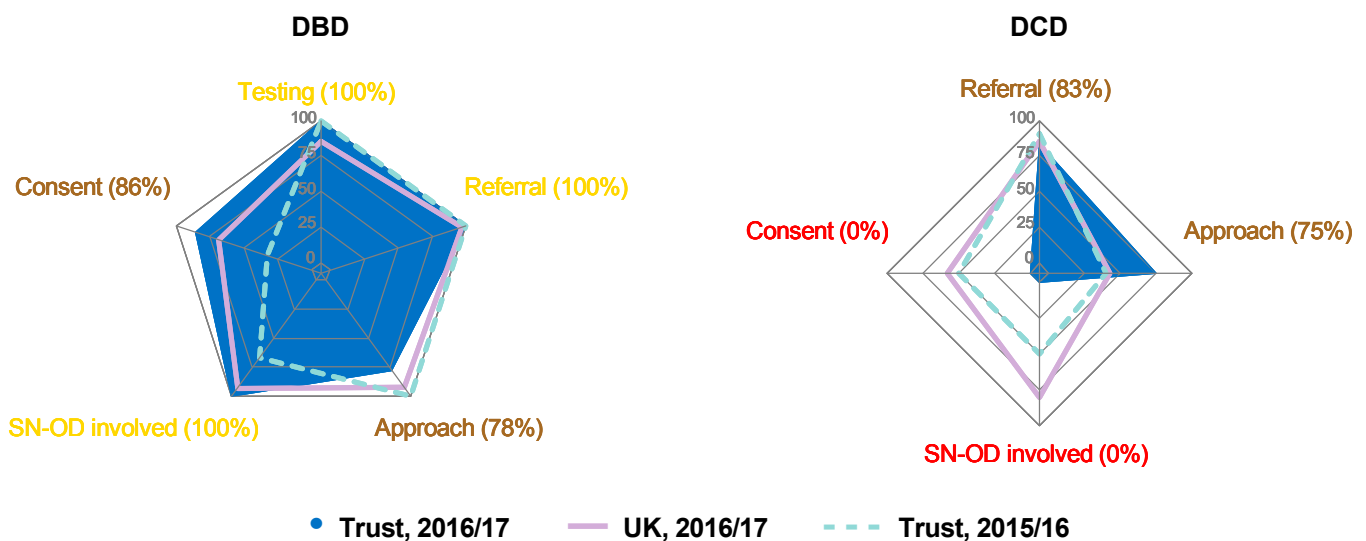 DBD
Testing (100%)
100
75
50
25
0
Consent (86%)
Referral (100%)
SN-OD involved (100%)
Approach (78%)
DCD
Referral (83%)
100
75
50
25
0
Consent (0%)
Approach (75%)
SN-OD involved (0%)
Trust, 2016/17
UK, 2016/17
Trust, 2015/16